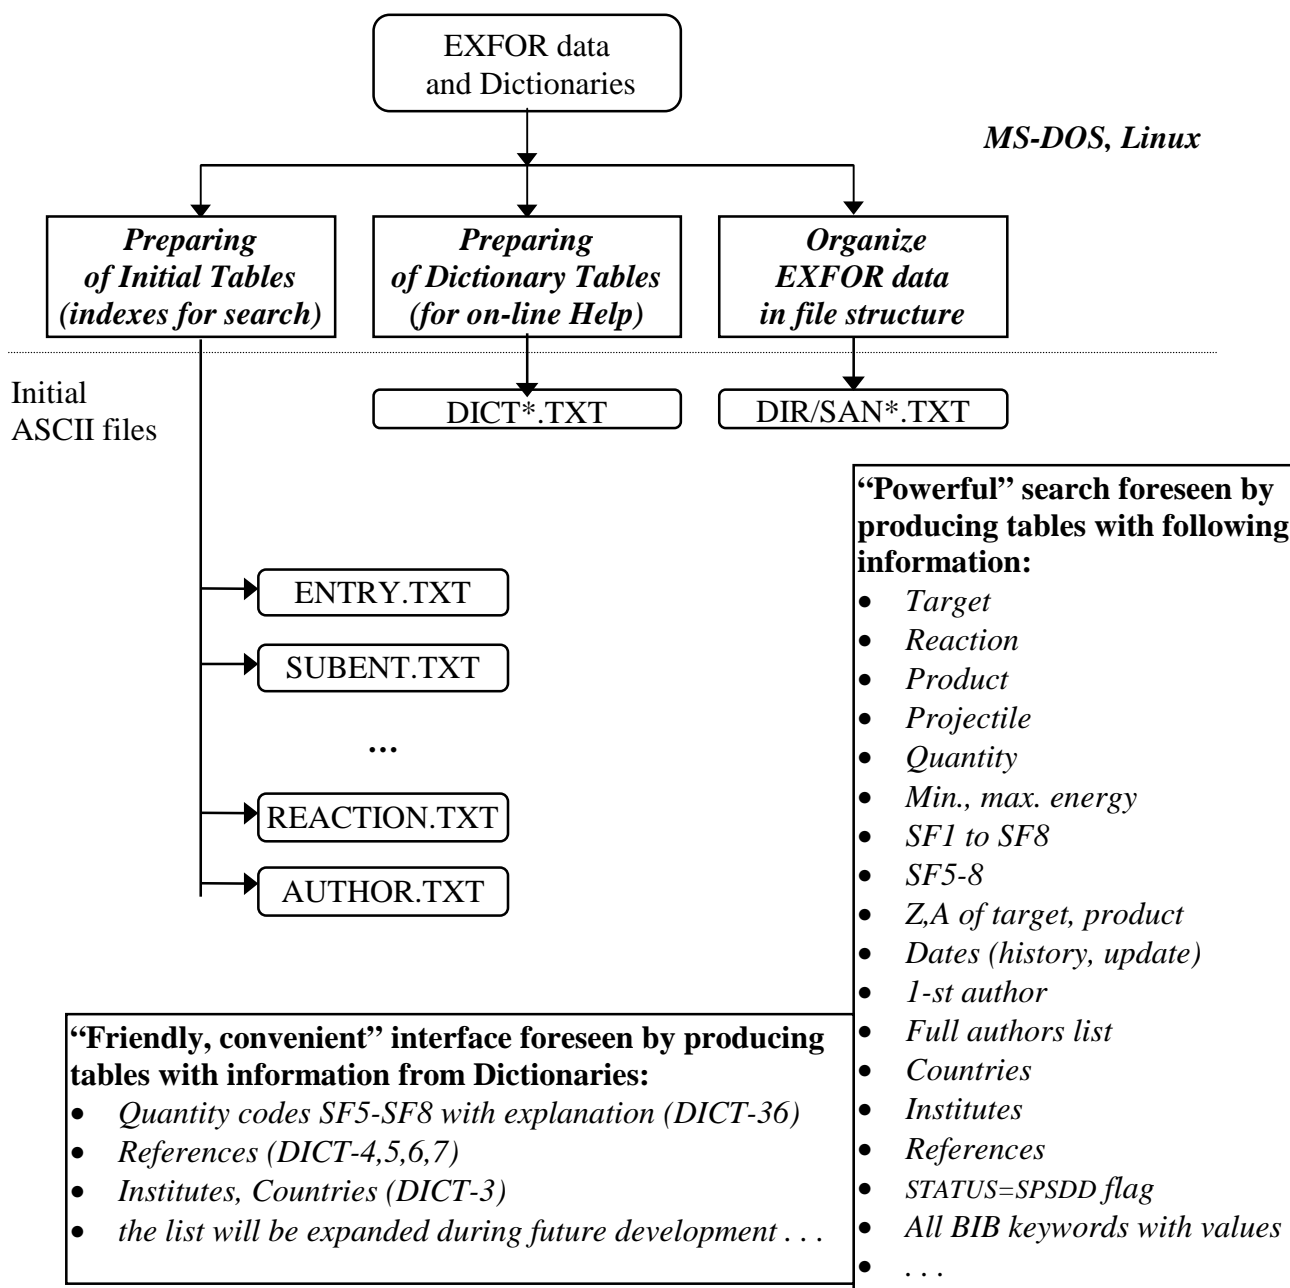 EXFOR data
and Dictionaries
MS-DOS, Linux
Preparing
of Initial Tables
(indexes for search)
Preparing
of Dictionary Tables
(for on-line Help)
Organize
EXFOR data
in file structure
Initial
ASCII files
DICT*.TXT
DIR/SAN*.TXT
ENTRY.TXT
SUBENT.TXT
...
REACTION.TXT
AUTHOR.TXT
“Powerful” search foreseen by
producing tables with following
information:
• Target
• Reaction
• Product
• Projectile
• Quantity
• Min., max. energy
• SF1 to SF8
• SF5-8
• Z,A of target, product
• Dates (history, update)
• 1-st author
• Full authors list
• Countries
• Institutes
• References
• STATUS=SPSDD flag
• All BIB keywords with values
• . . .
“Friendly, convenient” interface foreseen by producing
tables with information from Dictionaries:
• Quantity codes SF5-SF8 with explanation (DICT-36)
• References (DICT-4,5,6,7)
• Institutes, Countries (DICT-3)
• the list will be expanded during future development . . .